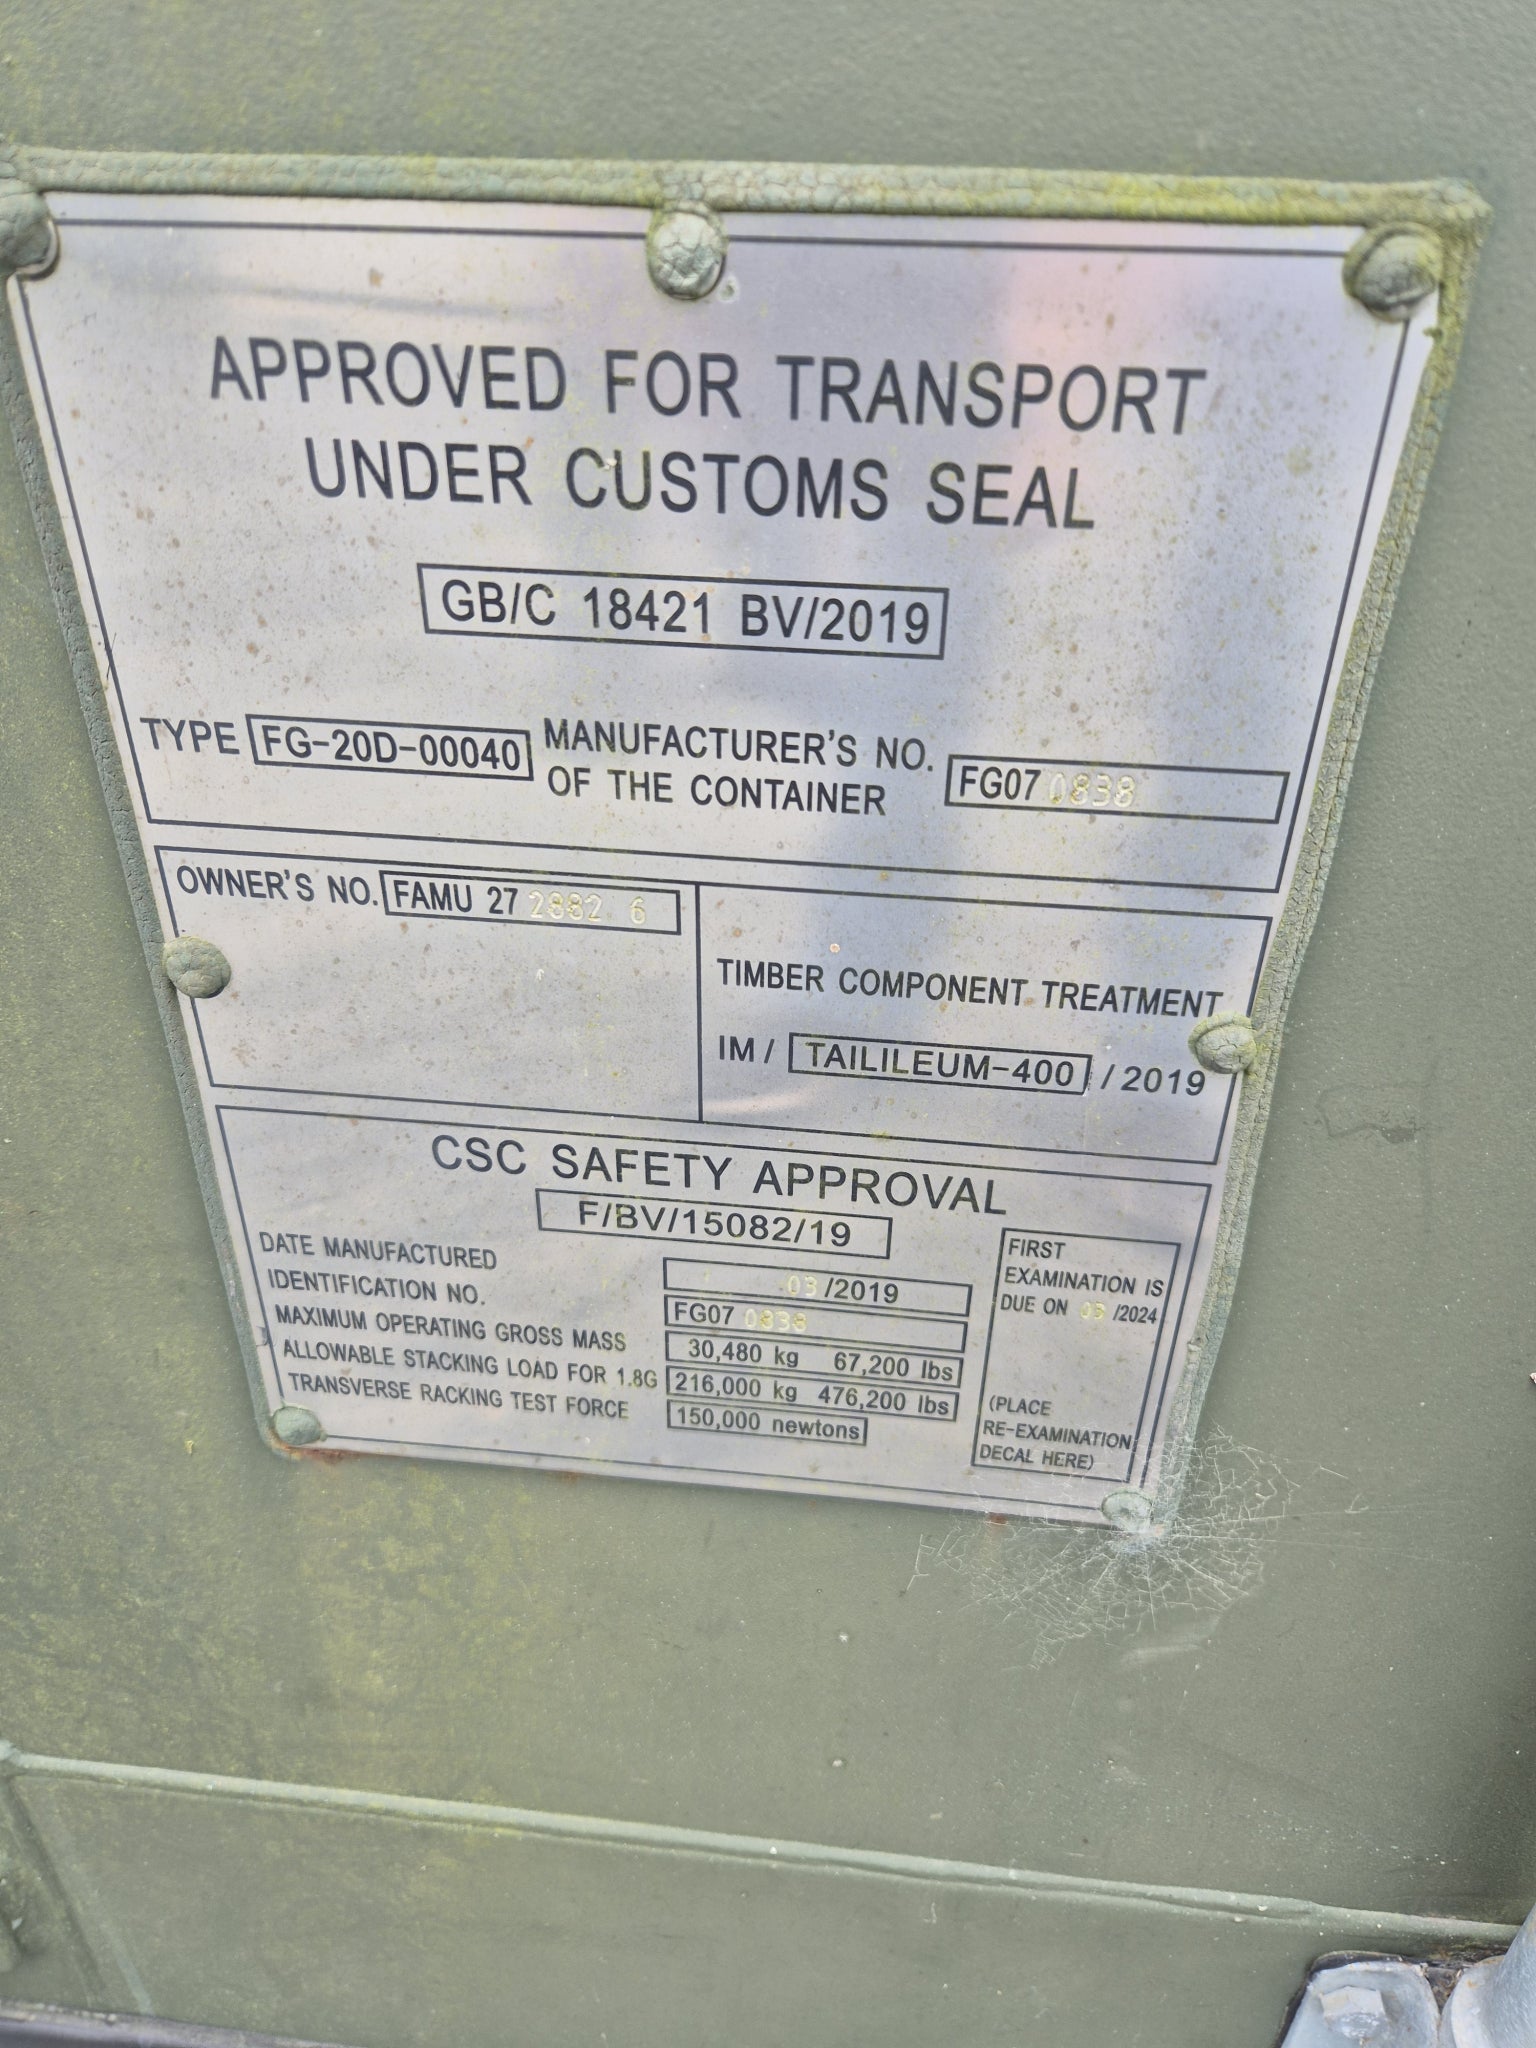 APPROVED FOR TRANSPORT
UNDER CUSTOMS SEAL
GB/C 18421 BV/2019
TYPE FG-20D-00040 MANUFACTURER'S NO.
OF THE CONTAINER FG07 0838
OWNER'S NO. FAMU 27 2882 6
TIMBER COMPONENT TREATMENT
IM / TAILILEUM-400 / 2019
CSC SAFETY APPROVAL
F/BV/15082/19
DATE MANUFACTURED 03/2019
IDENTIFICATION NO. FG07 0838
MAXIMUM OPERATING GROSS MASS 30,480 kg 67,200 lbs
ALLOWABLE STACKING LOAD FOR 1.8G 216,000 kg 476,200 lbs
TRANSVERSE RACKING TEST FORCE 150,000 newtons
FIRST
EXAMINATION IS
DUE ON 03 /2024
(PLACE
RE-EXAMINATION
DECAL HERE)